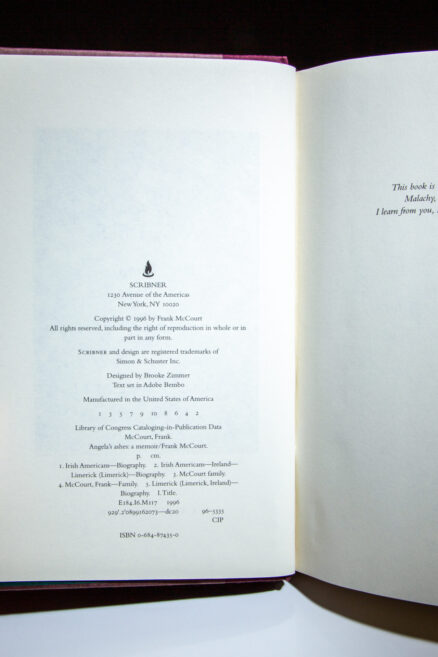 SCRIBNER
1230 Avenue of the Americas
New York, NY 10020
Copyright © 1996 by Frank McCourt
All rights reserved, including the right of reproduction in whole or in
part in any form.
SCRIBNER and design are registered trademarks of
Simon & Schuster Inc.
Designed by Brooke Zimmer
Text set in Adobe Bembo
Manufactured in the United States of America
1 3 5 7 9 10 8 6 4 2
Library of Congress Cataloging-in-Publication Data
McCourt, Frank.
Angela's ashes: a memoir/Frank McCourt.
p. cm.
1. Irish Americans—Biography. 2. Irish Americans—Ireland—
Limerick (Limerick)—Biography. 3. McCourt family.
4. McCourt, Frank—Family. 5. Limerick (Limerick, Ireland)—
Biography. I. Title.
E184.I6.M117 1996
929'.2'0899162073—dc20 96-5335
CIP
ISBN 0-684-87435-0
This book is
Malachy,
I learn from you,